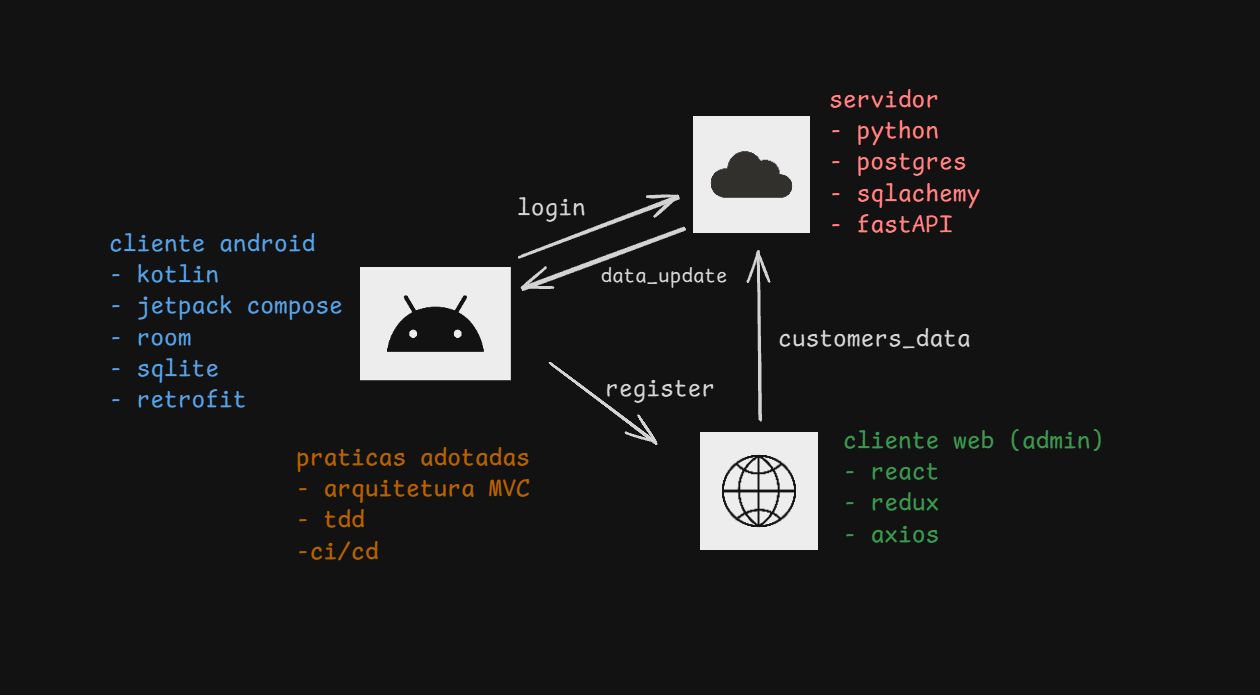 servidor
- python
- postgres
- sqlachemy
- fastAPI
login
data_update
cliente android
- kotlin
- jetpack compose
- room
- sqlite
- retrofit
customers_data
register
praticas adotadas
- arquitetura MVC
- tdd
-ci/cd
cliente web (admin)
- react
- redux
- axios